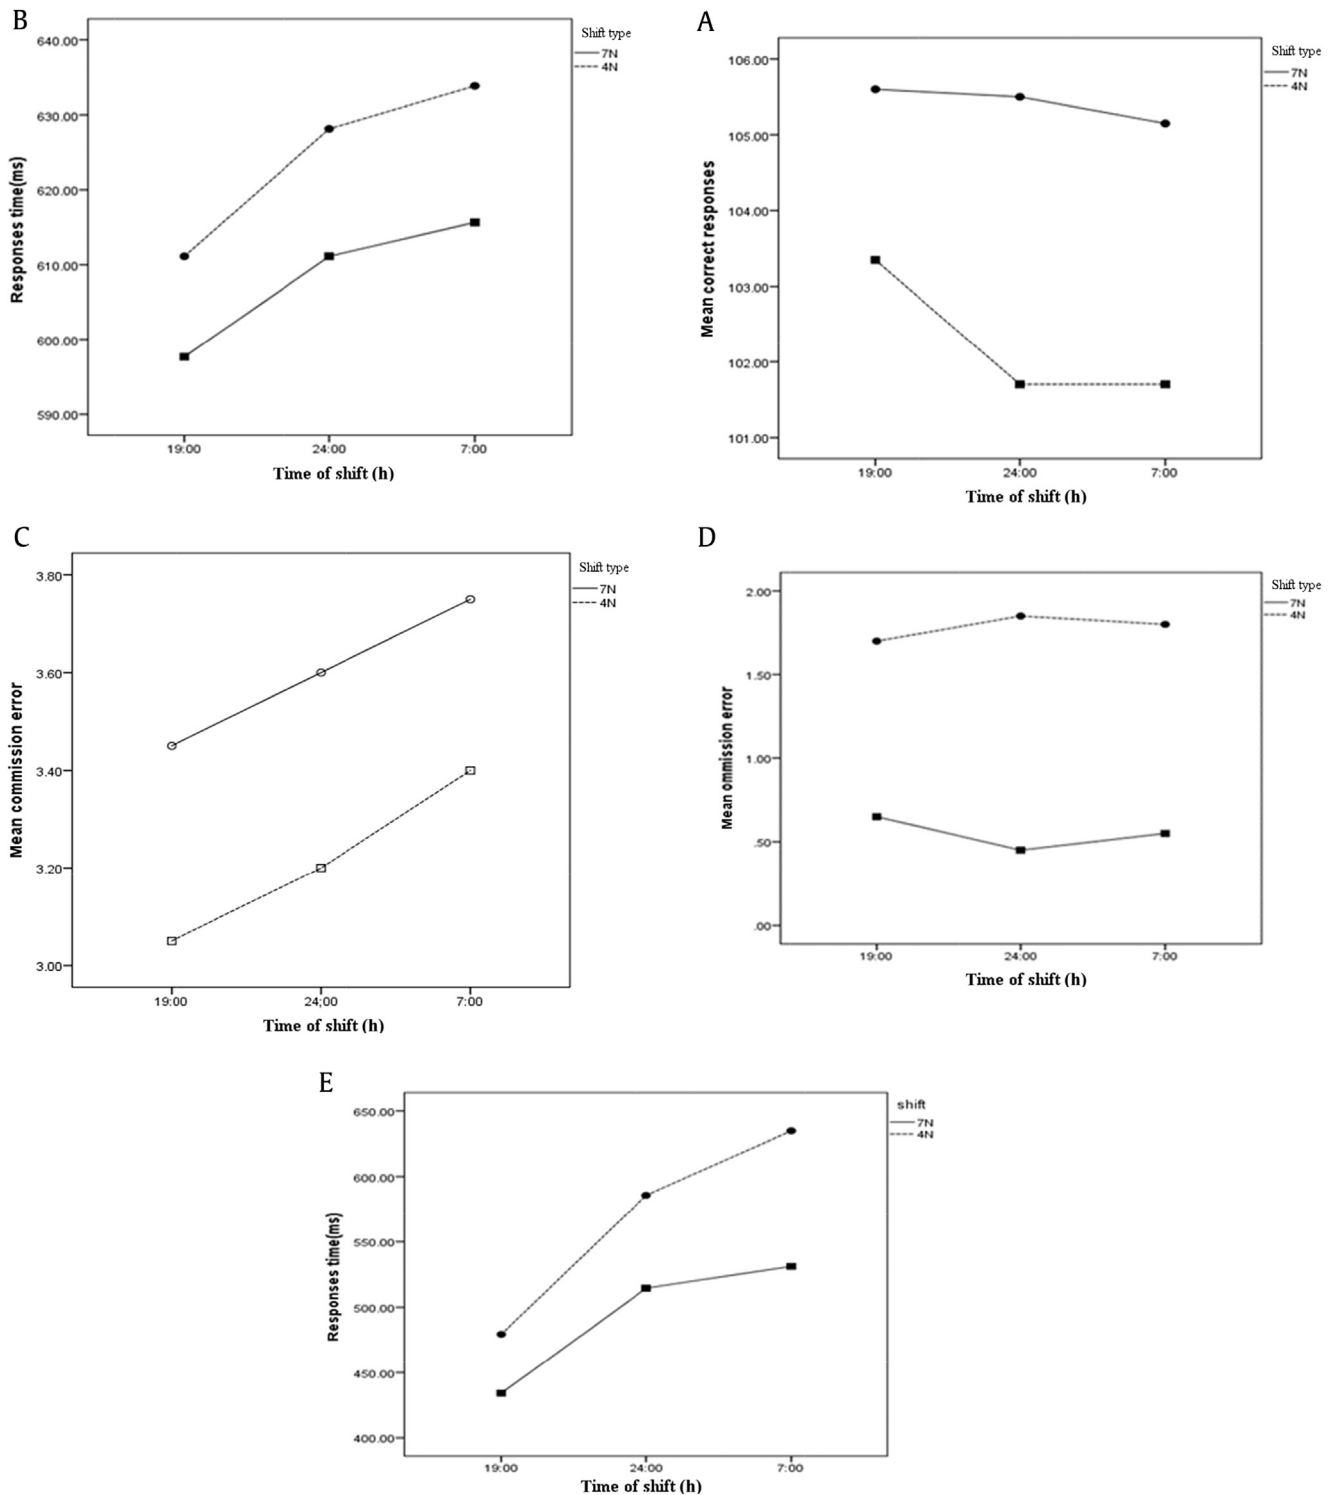 B
Shift type
7N
4N
640.00
630.00
620.00
610.00
600.00
590.00
Responses time(ms)
19:00
24:00
7:00
Time of shift (h)
A
Shift type
7N
4N
106.00
105.00
104.00
103.00
102.00
101.00
Mean correct responses
19:00
24:00
7:00
Time of shift (h)
C
Shift type
7N
4N
3.80
3.60
3.40
3.20
3.00
Mean commission error
19:00
24:00
7:00
Time of shift (h)
D
Shift type
7N
4N
2.00
1.50
1.00
.50
.00
Mean ommission error
19:00
24:00
7:00
Time of shift (h)
E
shift
7N
4N
650.00
600.00
550.00
500.00
450.00
400.00
Responses time(ms)
19:00
24:00
7:00
Time of shift (h)